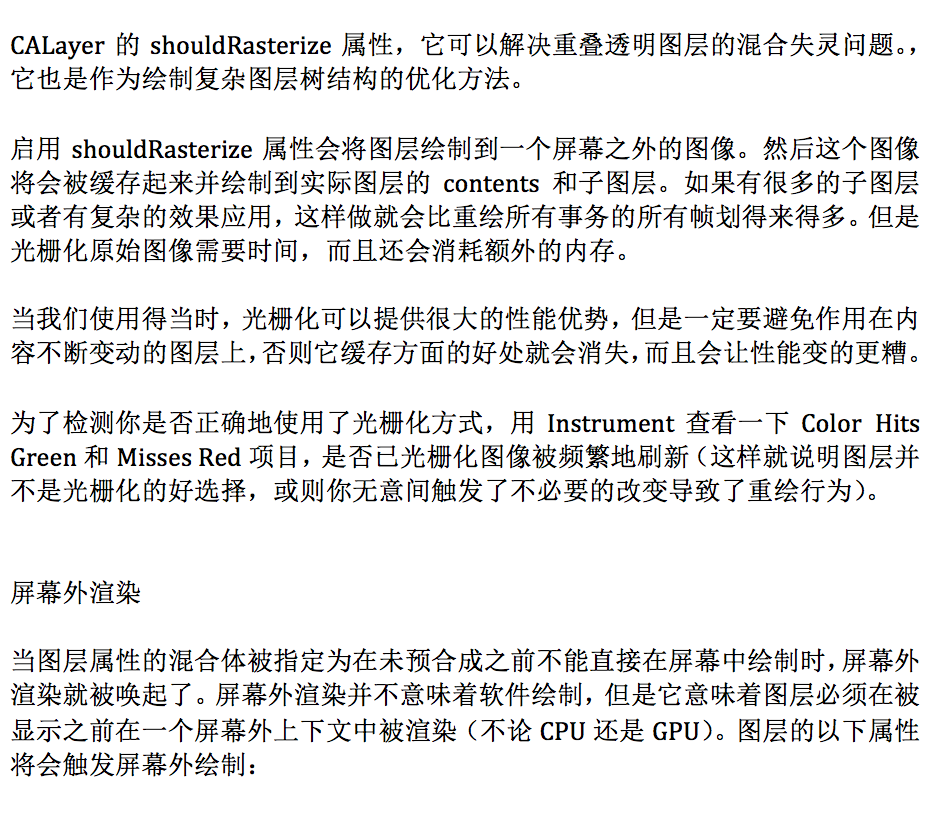 CALayer 的 shouldRasterize 属性，它可以解决重叠透明图层的混合失灵问题。，
它也是作为绘制复杂图层树结构的优化方法。
启用 shouldRasterize 属性会将图层绘制到一个屏幕之外的图像。然后这个图像
将会被缓存起来并绘制到实际图层的 contents 和子图层。如果有很多的子图层
或者有复杂的效果应用，这样做就会比重绘所有事务的所有帧划得来得多。但是
光栅化原始图像需要时间，而且还会消耗额外的内存。
当我们使用得当时，光栅化可以提供很大的性能优势，但是一定要避免作用在内
容不断变动的图层上，否则它缓存方面的好处就会消失，而且会让性能变的更糟。
为了检测你是否正确地使用了光栅化方式，用 Instrument 查看一下 Color Hits
Green 和 Misses Red 项目，是否已光栅化图像被频繁地刷新（这样就说明图层并
不是光栅化的好选择，或则你无意间触发了不必要的改变导致了重绘行为）。
屏幕外渲染
当图层属性的混合体被指定为在未预合成之前不能直接在屏幕中绘制时，屏幕外
渲染就被唤起了。屏幕外渲染并不意味着软件绘制，但是它意味着图层必须在被
显示之前在一个屏幕外上下文中被渲染（不论 CPU 还是 GPU）。图层的以下属性
将会触发屏幕外绘制：